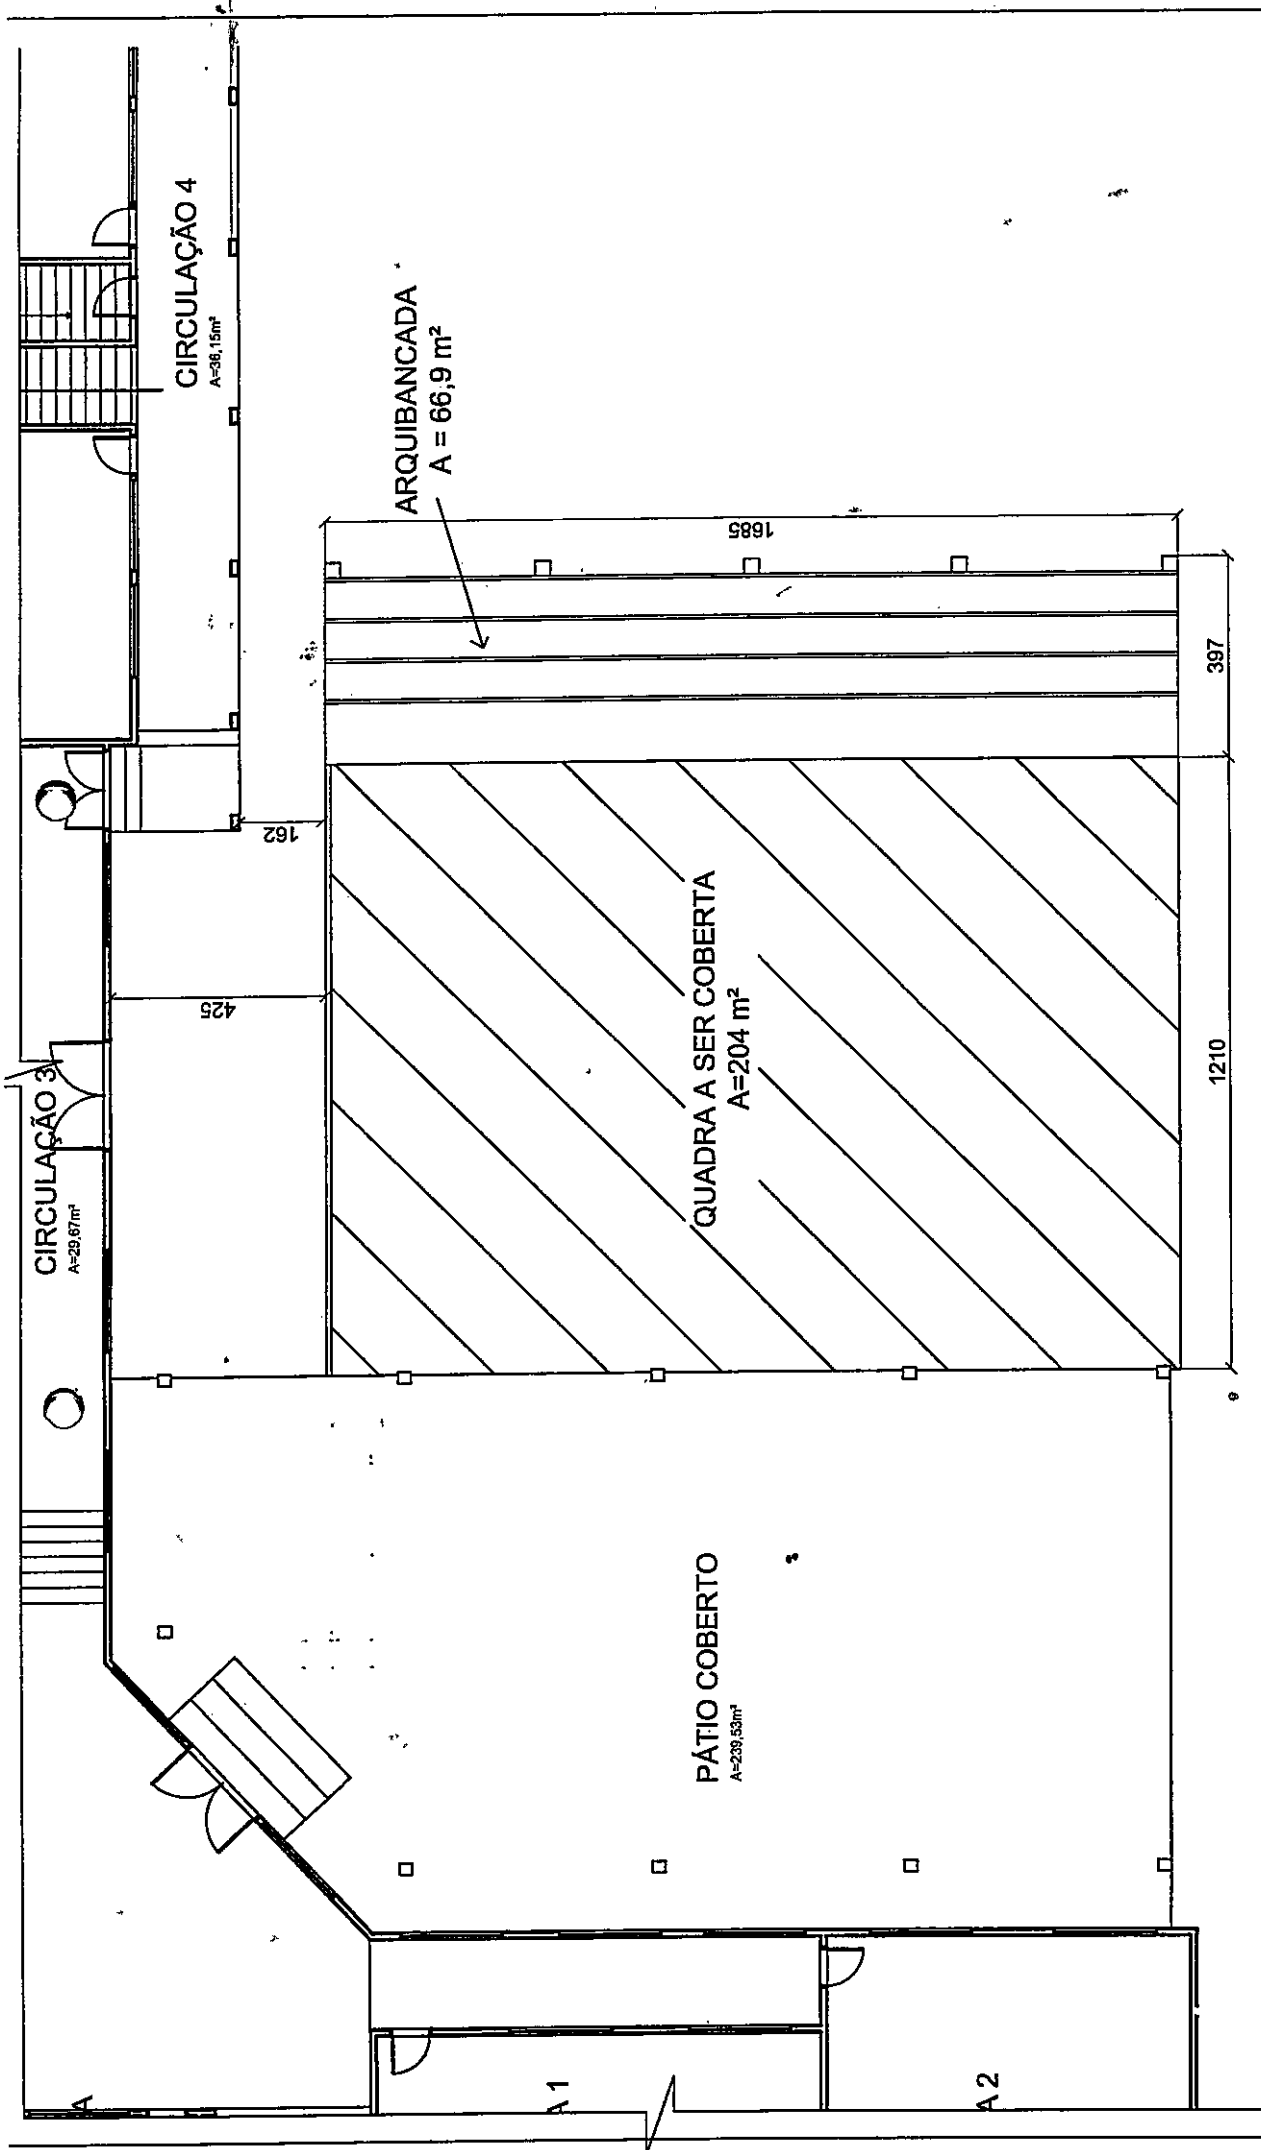 CIRCULAÇÃO 3
A=29,67m²
CIRCULAÇÃO 4
A=36,15m²
ARQUIBANCADA
A = 66,9 m²
1685
397
162
425
QUADRA A SER COBERTA
A=204 m²
1210
PÁTIO COBERTO
A=239,53m²
A
A 1
A 2